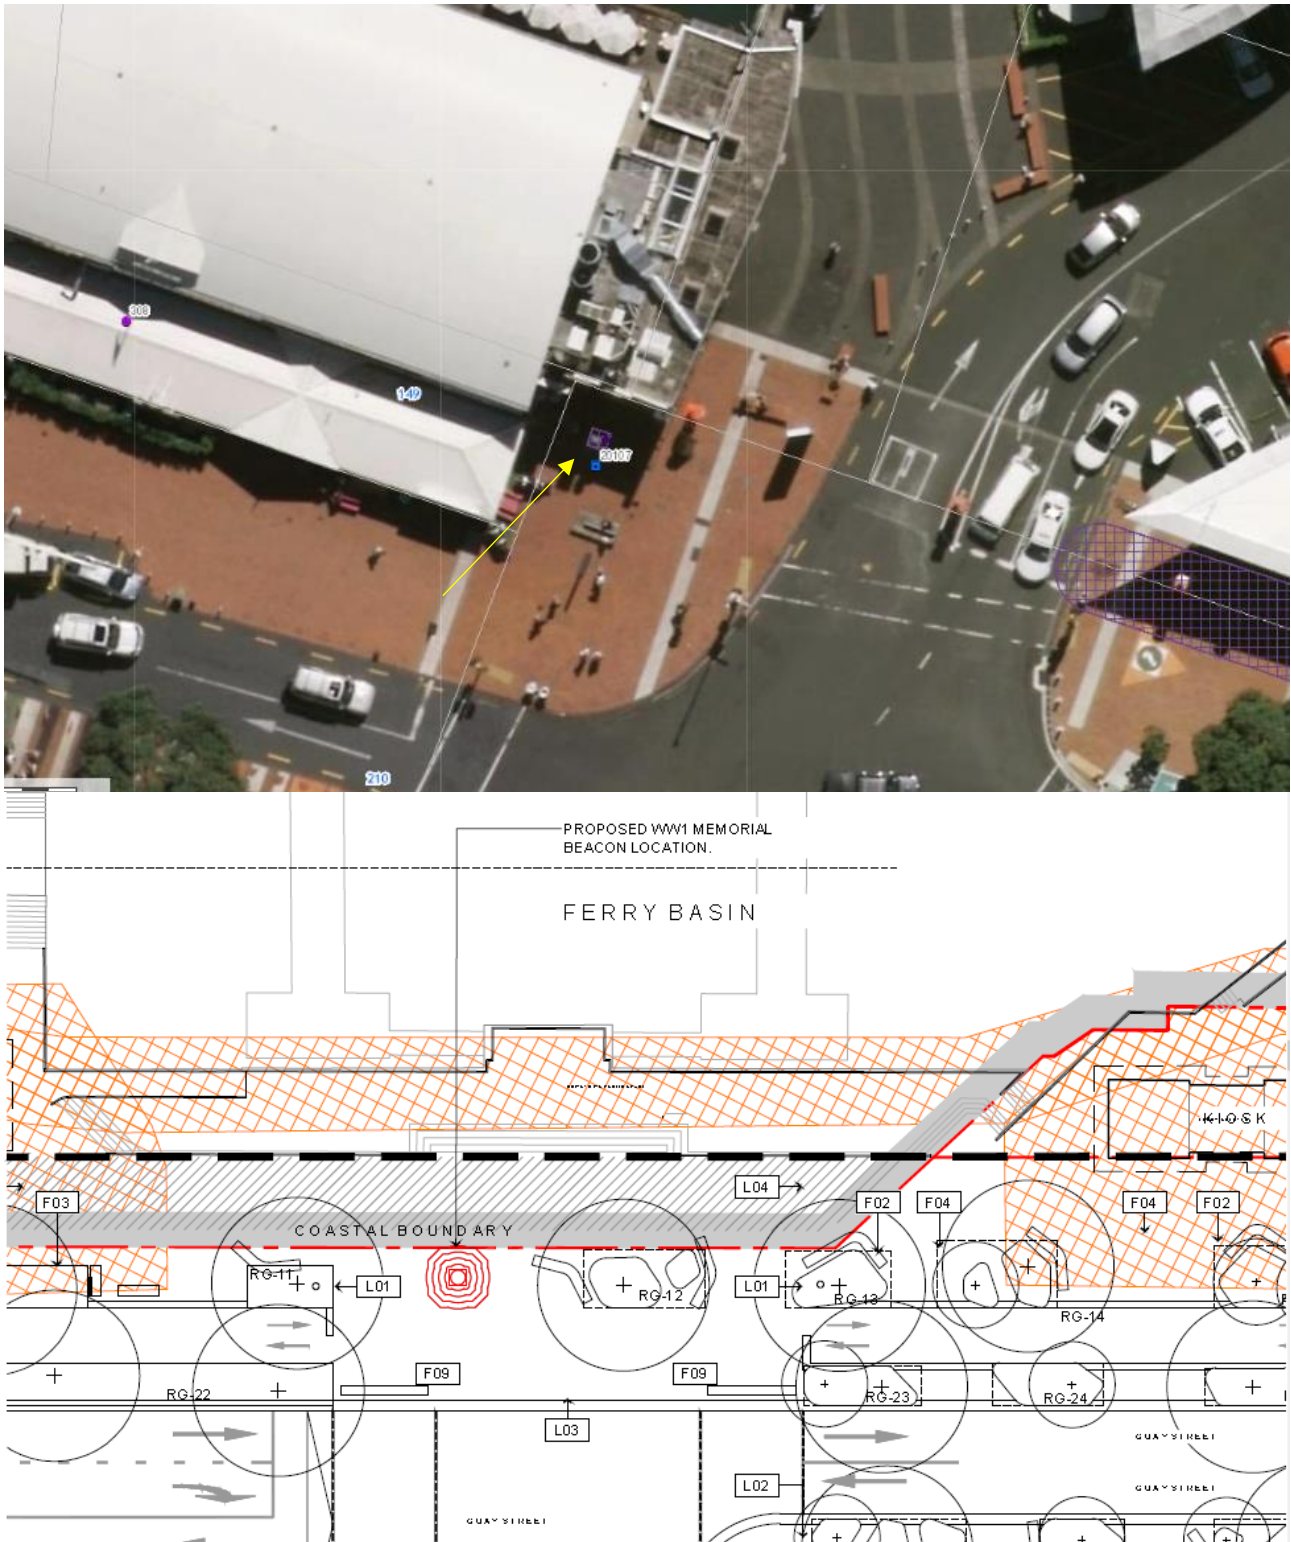 308
149
20107
210
PROPOSED WW1 MEMORIAL
BEACON LOCATION.
FERRY BASIN
KIOSK
L04
F03
F02
F04
F04
F02
COASTAL BOUNDARY
RG-11
L01
RG-12
L01
RG-13
RG-14
F09
F09
RG-22
RG-23
RG-24
L03
QUAY STREET
QUAY STREET
L02
QUAY STREET